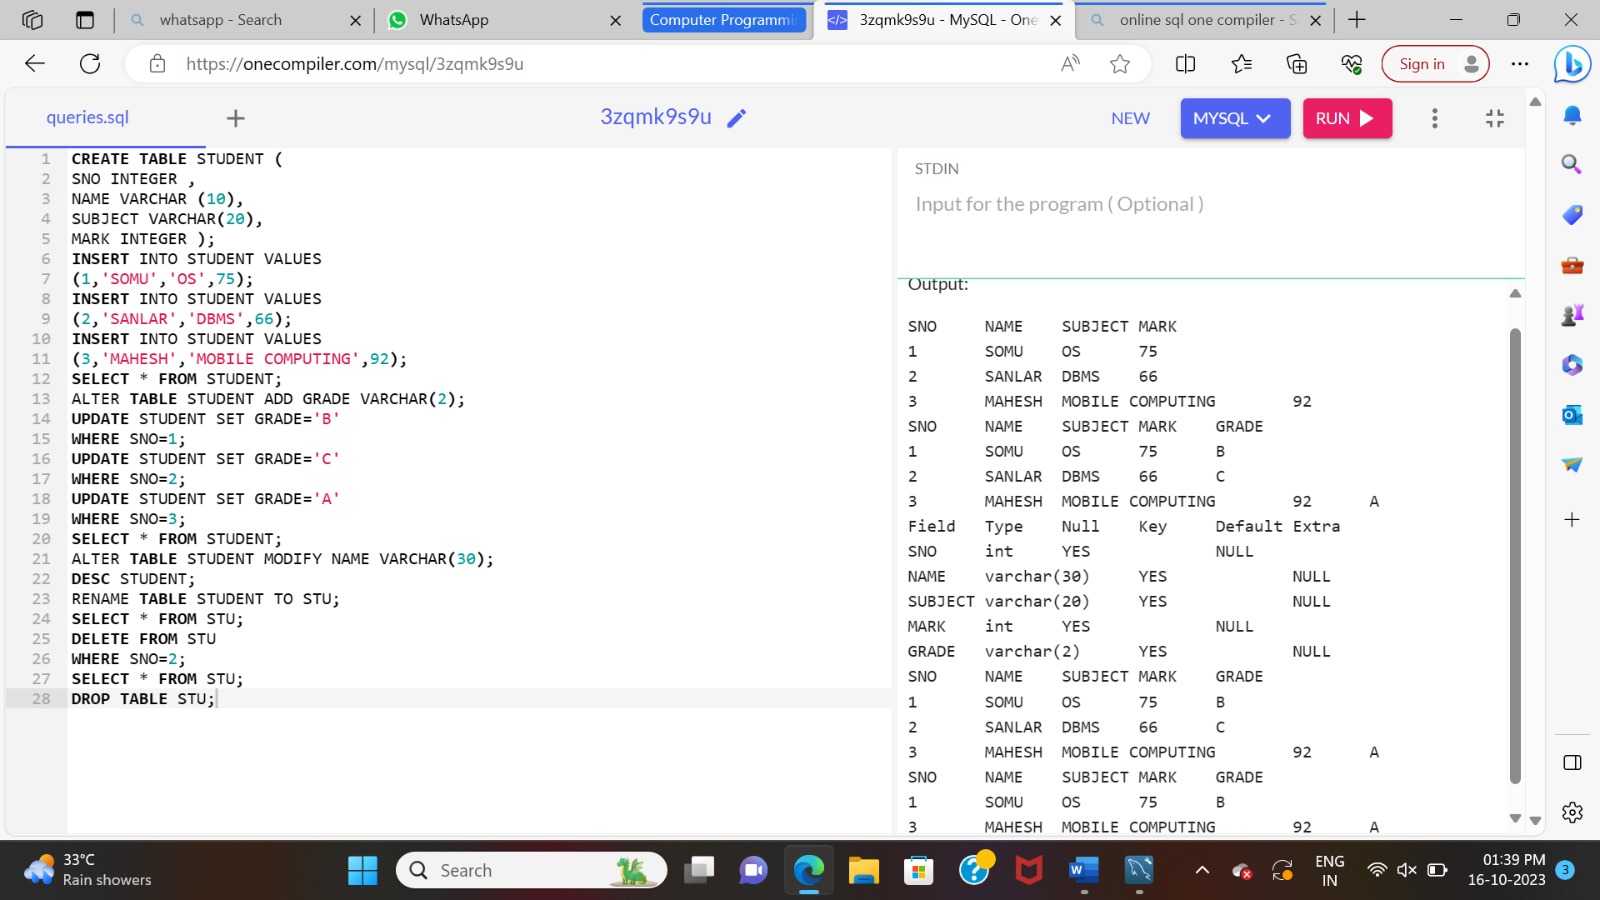 whatsapp - Search
WhatsApp
Computer Programmi
3zqmk9s9u - MySQL - One
online sql one compiler - S
https://onecompiler.com/mysql/3zqmk9s9u
Sign in
queries.sql
3zqmk9s9u
NEW
MYSQL
RUN
1 CREATE TABLE STUDENT (
2 SNO INTEGER ,
3 NAME VARCHAR (10),
4 SUBJECT VARCHAR(20),
5 MARK INTEGER );
6 INSERT INTO STUDENT VALUES
7 (1,'SOMU','OS',75);
8 INSERT INTO STUDENT VALUES
9 (2,'SANLAR','DBMS',66);
10 INSERT INTO STUDENT VALUES
11 (3,'MAHESH','MOBILE COMPUTING',92);
12 SELECT * FROM STUDENT;
13 ALTER TABLE STUDENT ADD GRADE VARCHAR(2);
14 UPDATE STUDENT SET GRADE='B'
15 WHERE SNO=1;
16 UPDATE STUDENT SET GRADE='C'
17 WHERE SNO=2;
18 UPDATE STUDENT SET GRADE='A'
19 WHERE SNO=3;
20 SELECT * FROM STUDENT;
21 ALTER TABLE STUDENT MODIFY NAME VARCHAR(30);
22 DESC STUDENT;
23 RENAME TABLE STUDENT TO STU;
24 SELECT * FROM STU;
25 DELETE FROM STU
26 WHERE SNO=2;
27 SELECT * FROM STU;
28 DROP TABLE STU;
STDIN
Input for the program ( Optional )
Output:
SNO NAME SUBJECT MARK
1 SOMU OS 75
2 SANLAR DBMS 66
3 MAHESH MOBILE COMPUTING 92
SNO NAME SUBJECT MARK GRADE
1 SOMU OS 75 B
2 SANLAR DBMS 66 C
3 MAHESH MOBILE COMPUTING 92 A
Field Type Null Key Default Extra
SNO int YES NULL
NAME varchar(30) YES NULL
SUBJECT varchar(20) YES NULL
MARK int YES NULL
GRADE varchar(2) YES NULL
SNO NAME SUBJECT MARK GRADE
1 SOMU OS 75 B
2 SANLAR DBMS 66 C
3 MAHESH MOBILE COMPUTING 92 A
SNO NAME SUBJECT MARK GRADE
1 SOMU OS 75 B
3 MAHESH MOBILE COMPUTING 92 A
33°C
Rain showers
Search
ENG
IN
01:39 PM
16-10-2023
3